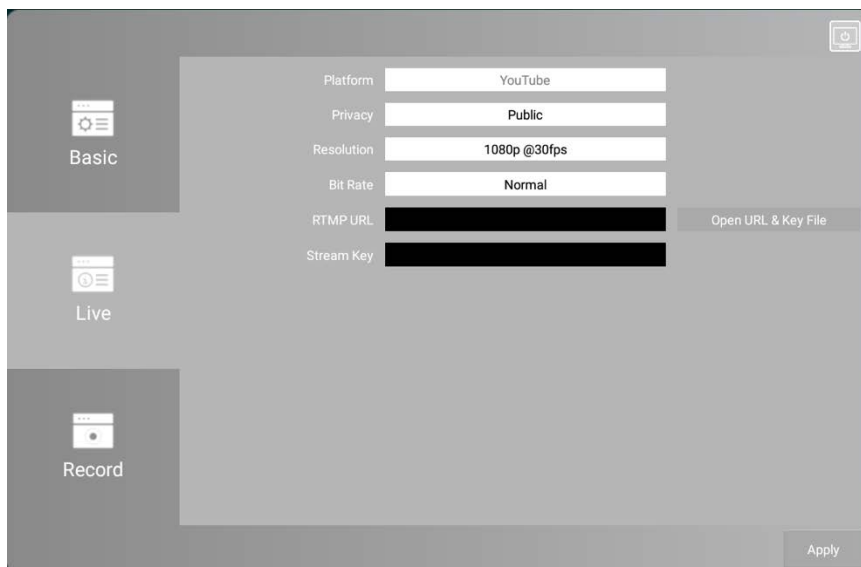 Platform YouTube
Privacy Public
Basic
Resolution 1080p @30fps
Bit Rate Normal
RTMP URL Open URL & Key File
Stream Key
Live
Record
Apply